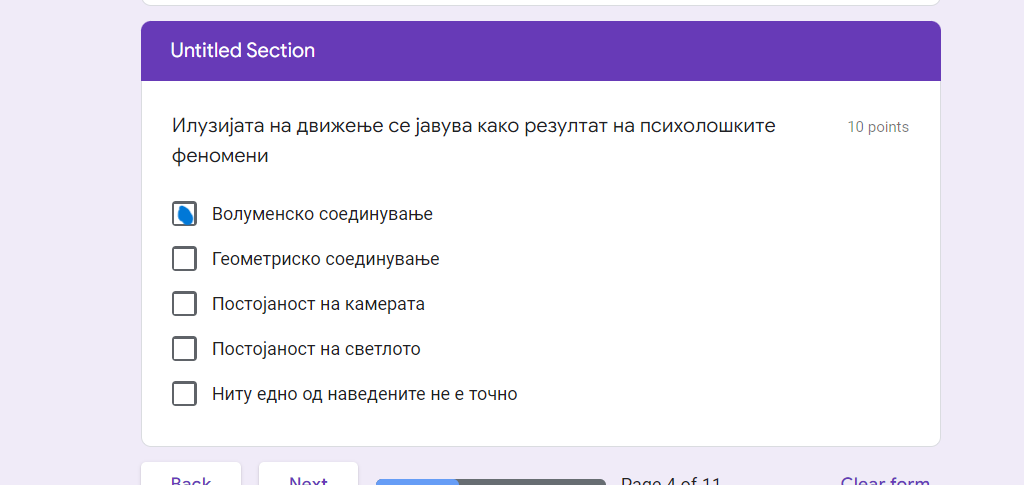 Untitled Section
Илузијата на движење се јавува како резултат на психолошките
феномени
10 points
Волуменско соединување
Геометриско соединување
Постојаност на камерата
Постојаност на светлото
Ниту едно од наведените не е точно
Back Next Page 4 of 11 Clear form